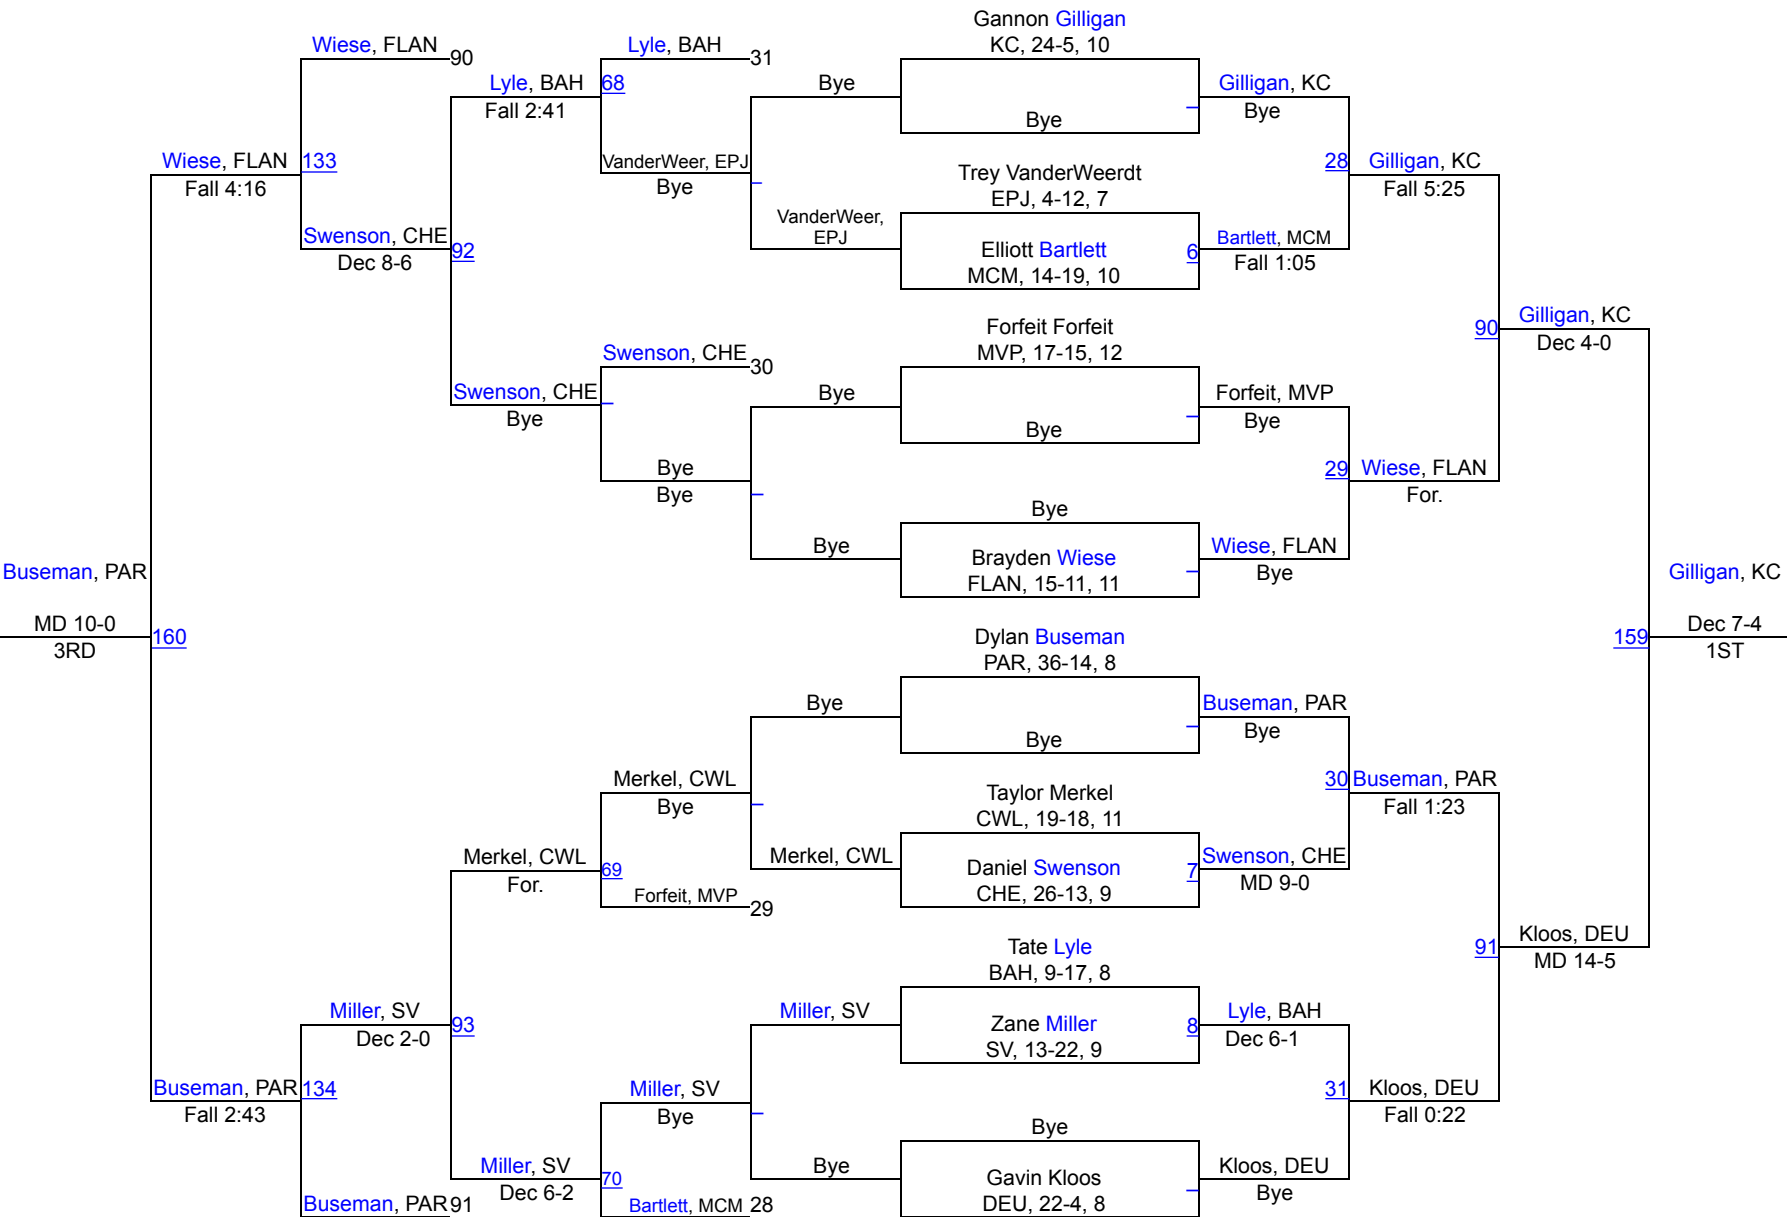 Gannon Gilligan
KC, 24-5, 10
Wiese, FLAN
90
Lyle, BAH
31
Lyle, BAH
68
Fall 2:41
Bye
Gilligan, KC
Bye
Bye
Wiese, FLAN
133
Fall 4:16
VanderWeer, EPJ
Bye
Trey VanderWeerdt
EPJ, 4-12, 7
28
Gilligan, KC
Fall 5:25
VanderWeer,
EPJ
Swenson, CHE
Dec 8-6
92
Elliott Bartlett
MCM, 14-19, 10
6
Bartlett, MCM
Fall 1:05
Forfeit Forfeit
MVP, 17-15, 12
90
Gilligan, KC
Dec 4-0
Swenson, CHE
30
Swenson, CHE
Bye
Bye
Forfeit, MVP
Bye
Bye
Bye
Bye
29
Wiese, FLAN
For.
Bye
Bye
Brayden Wiese
FLAN, 15-11, 11
Wiese, FLAN
Bye
Buseman, PAR
MD 10-0
3RD
160
Gilligan, KC
159
Dec 7-4
1ST
Dylan Buseman
PAR, 36-14, 8
Bye
Buseman, PAR
Bye
Bye
Merkel, CWL
Bye
Taylor Merkel
CWL, 19-18, 11
30
Buseman, PAR
Fall 1:23
Merkel, CWL
For.
69
Merkel, CWL
Daniel Swenson
CHE, 26-13, 9
7
Swenson, CHE
MD 9-0
Forfeit, MVP
29
Tate Lyle
BAH, 9-17, 8
91
Kloos, DEU
MD 14-5
Miller, SV
Dec 2-0
93
Miller, SV
Zane Miller
SV, 13-22, 9
8
Lyle, BAH
Dec 6-1
Buseman, PAR
Fall 2:43
134
Miller, SV
Bye
31
Kloos, DEU
Fall 0:22
Bye
Miller, SV
Dec 6-2
70
Bye
Gavin Kloos
DEU, 22-4, 8
Kloos, DEU
Bye
Buseman, PAR
91
Bartlett, MCM
28